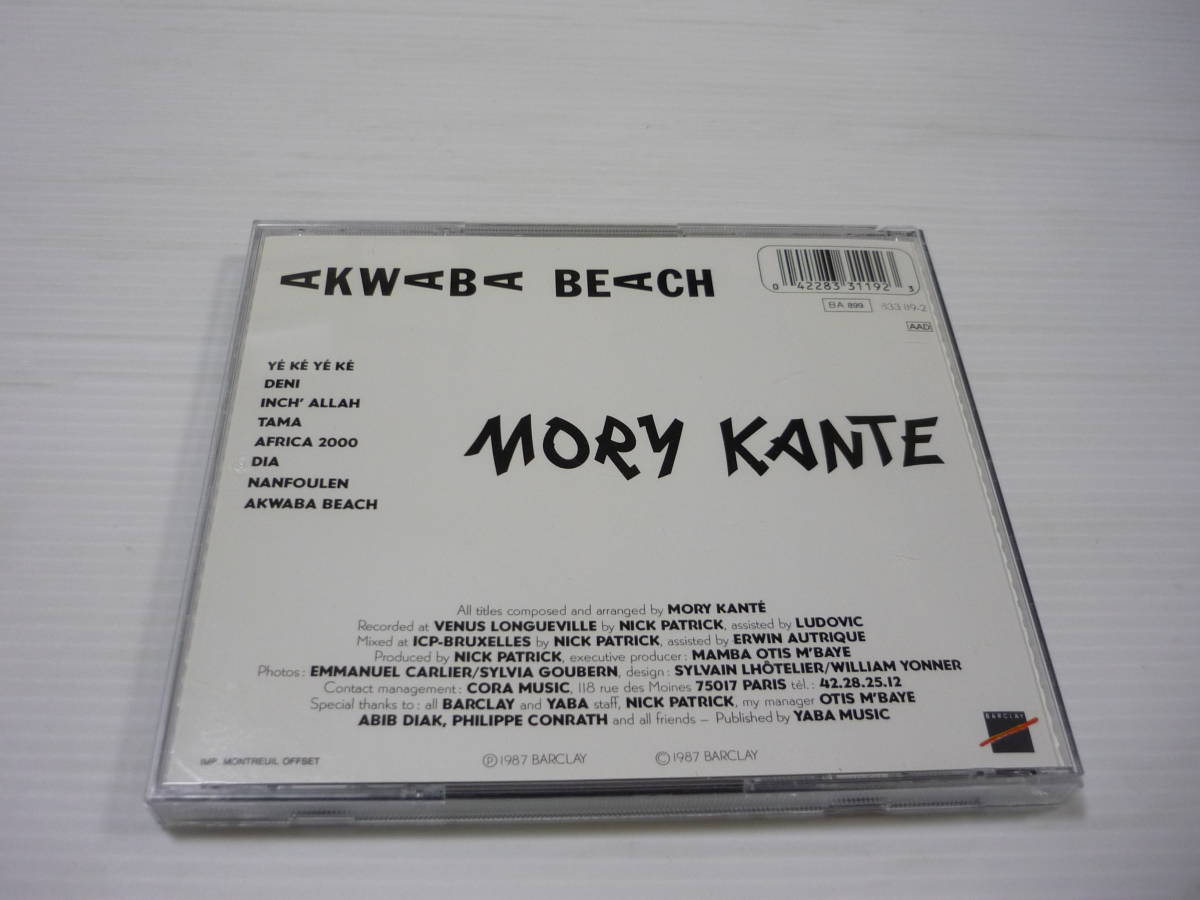 AKWABA BEACH
0 42283 31192 3
BA 899 833 119-2
AAD
YÉ KÉ YÉ KÉ
DENI
INCH' ALLAH
TAMA
AFRICA 2000
DIA
NANFOULEN
AKWABA BEACH
MORY KANTE
All titles composed and arranged by MORY KANTÉ
Recorded at VENUS LONGUEVILLE by NICK PATRICK, assisted by LUDOVIC
Mixed at ICP-BRUXELLES by NICK PATRICK, assisted by ERWIN AUTRIQUE
Produced by NICK PATRICK, executive producer : MAMBA OTIS M'BAYE
Photos : EMMANUEL CARLIER/SYLVIA GOUBERN, design : SYLVAIN LHÔTELIER/WILLIAM YONNER
Contact management : CORA MUSIC, 118 rue des Moines 75017 PARIS tél. : 42.28.25.12
Special thanks to : all BARCLAY and YABA staff, NICK PATRICK, my manager OTIS M'BAYE
ABIB DIAK, PHILIPPE CONRATH and all friends – Published by YABA MUSIC
BARCLAY
IMP. MONTREUIL OFFSET
℗ 1987 BARCLAY © 1987 BARCLAY